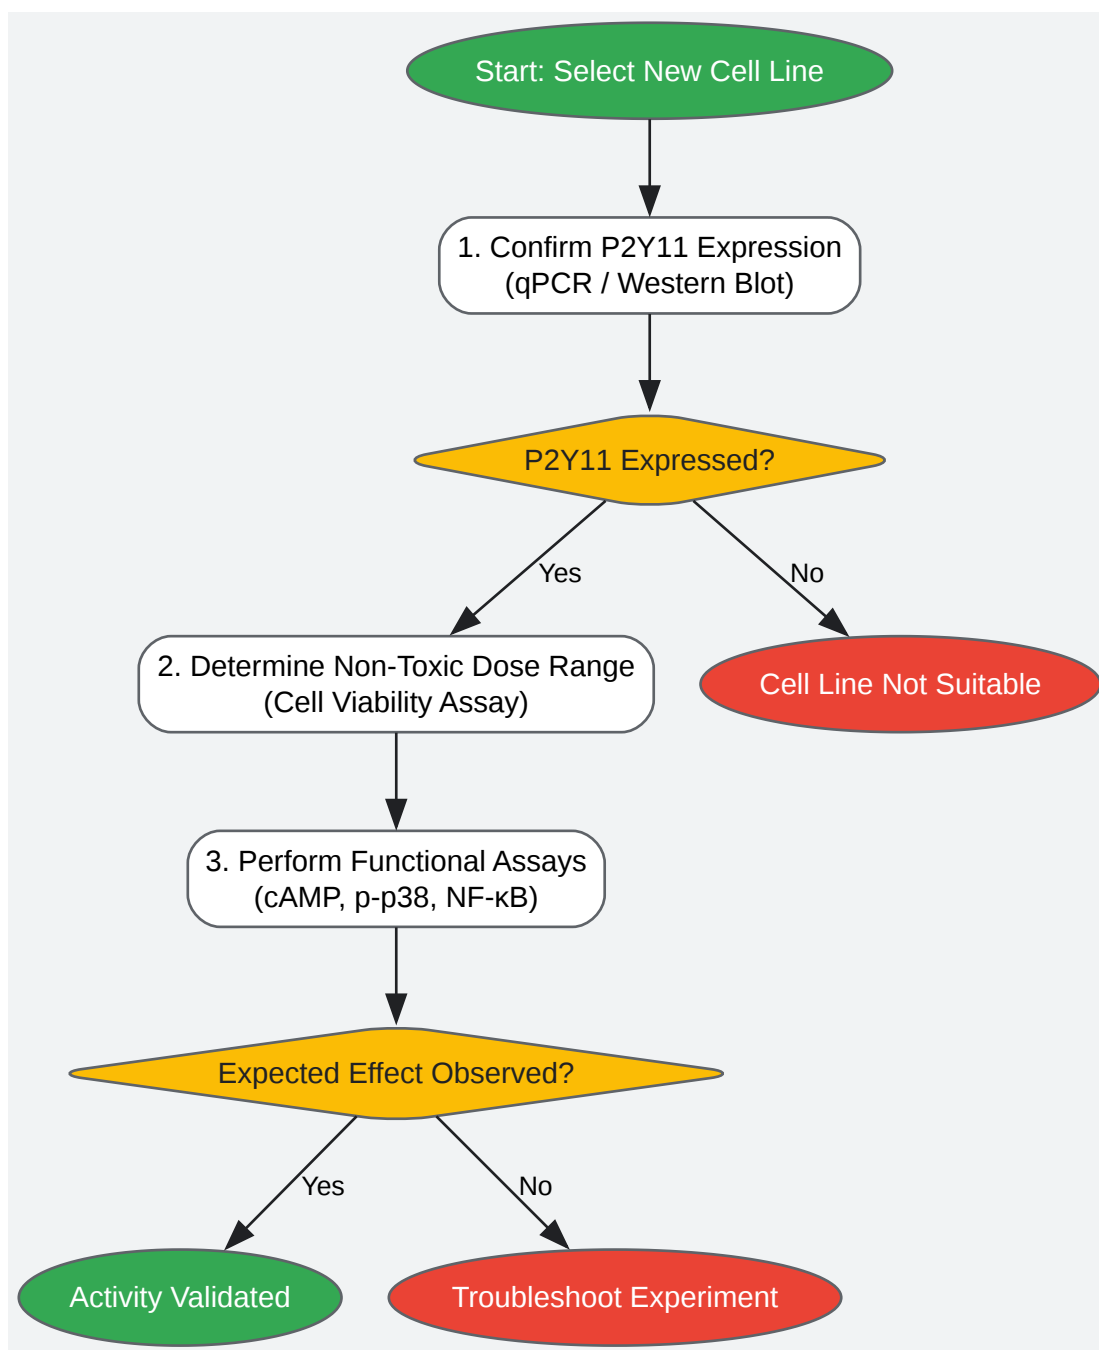 Start: Select New Cell Line
1. Confirm P2Y11 Expression
(qPCR / Western Blot)
P2Y11 Expressed?
Yes
No
2. Determine Non-Toxic Dose Range
(Cell Viability Assay)
Cell Line Not Suitable
3. Perform Functional Assays
(cAMP, p-p38, NF-κB)
Expected Effect Observed?
Yes
No
Activity Validated
Troubleshoot Experiment